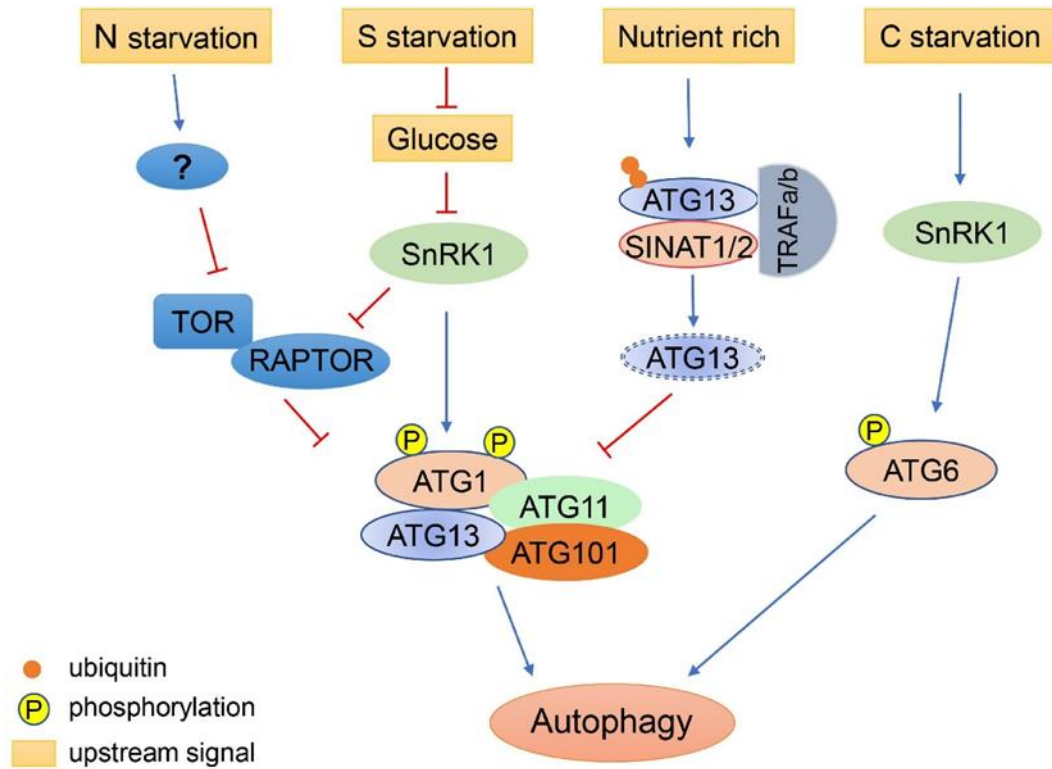 N starvation
S starvation
Nutrient rich
C starvation
?
Glucose
ATG13
SINAT1/2
TRAFa/b
SnRK1
SnRK1
TOR
RAPTOR
ATG13
P
P
ATG1
ATG11
ATG13
ATG101
P
ATG6
Autophagy
ubiquitin
P
phosphorylation
upstream signal